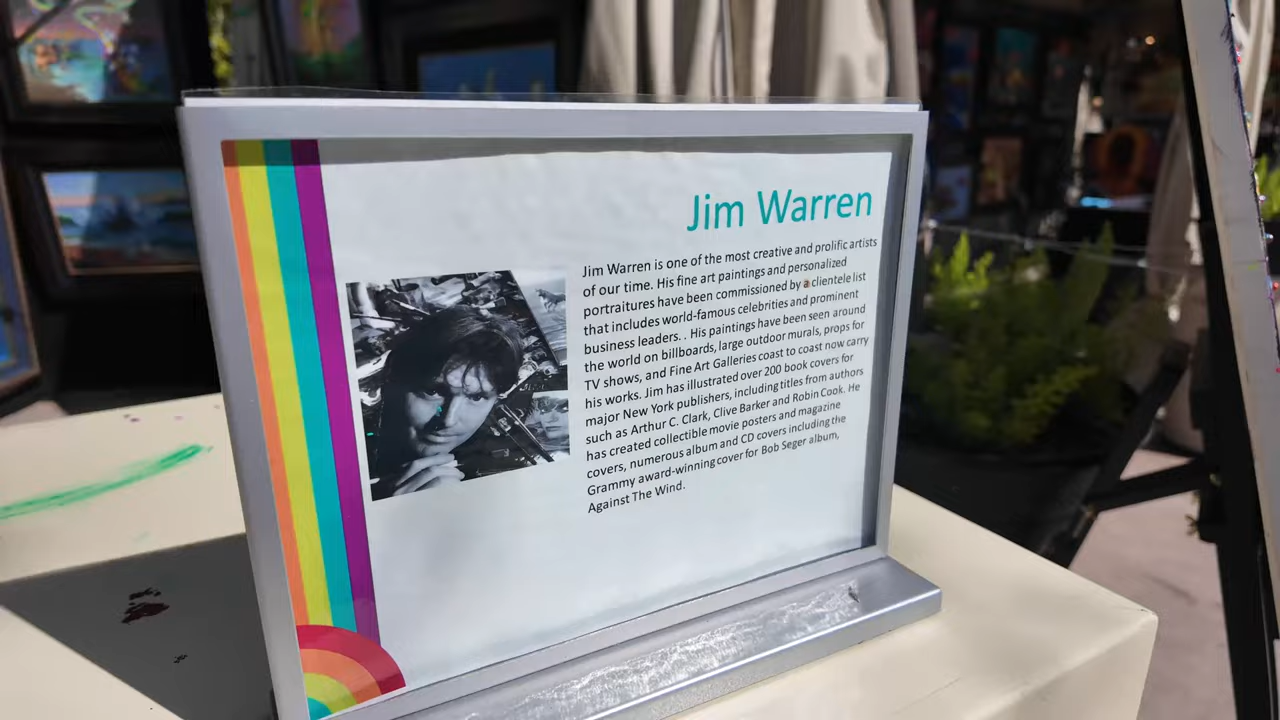 Jim Warren
Jim Warren is one of the most creative and prolific artists
of our time. His fine art paintings and personalized
portraitures have been commissioned by a clientele list
that includes world-famous celebrities and prominent
business leaders. . His paintings have been seen around
the world on billboards, large outdoor murals, props for
TV shows, and Fine Art Galleries coast to coast now carry
his works. Jim has illustrated over 200 book covers for
major New York publishers, including titles from authors
such as Arthur C. Clark, Clive Barker and Robin Cook. He
has created collectible movie posters and magazine
covers, numerous album and CD covers including the
Grammy award-winning cover for Bob Seger album,
Against The Wind.